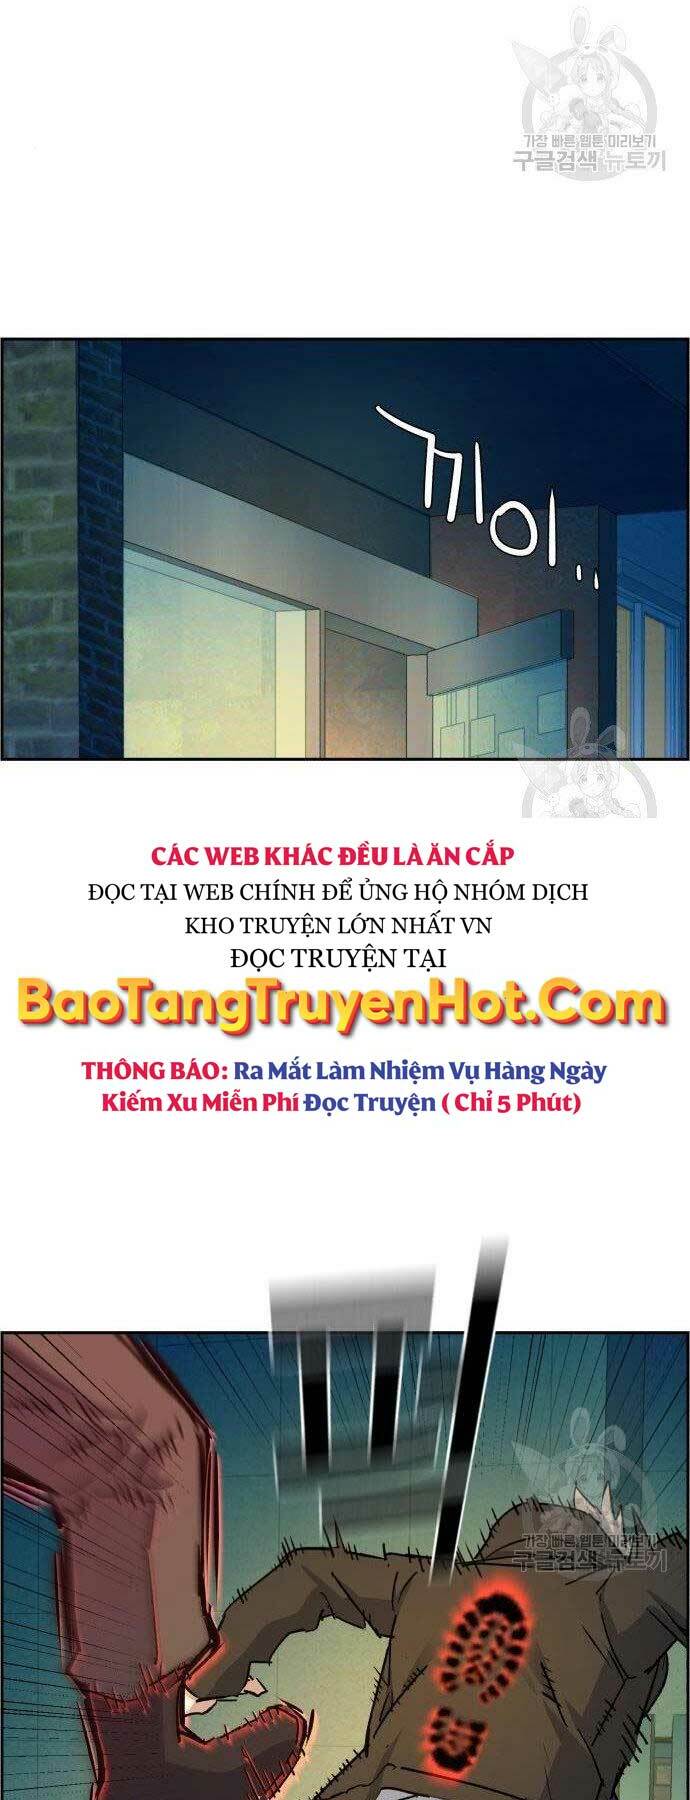 가장 빠른 웹툰 미리보기
구글검색 뉴토끼
끼이..
CÁC WEB KHÁC ĐỀU LÀ ĂN CẮP
ĐỌC TẠI WEB CHÍNH ĐỂ ỦNG HỘ NHÓM DỊCH
KHO TRUYỆN LỚN NHẤT VN
ĐỌC TRUYỆN TẠI
BaoTangTruyenHot.Com
THÔNG BÁO: Ra Mắt Làm Nhiệm Vụ Hàng Ngày
Kiếm Xu Miễn Phí Đọc Truyện ( Chỉ 5 Phút)
가장 빠른 웹툰 미리보기
구글검색 뉴토끼